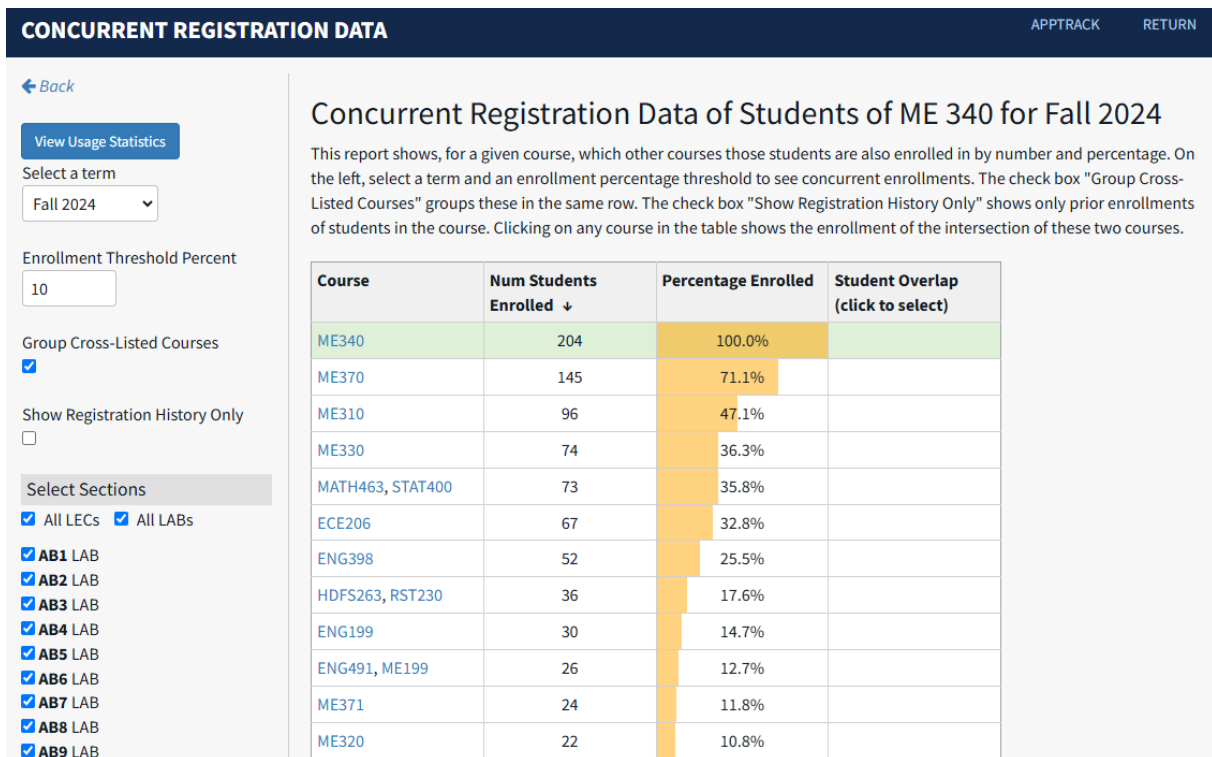 CONCURRENT REGISTRATION DATA
APPTRACK RETURN
Back
View Usage Statistics
Select a term
Fall 2024
Enrollment Threshold Percent
10
Group Cross-Listed Courses
Show Registration History Only
Select Sections
All LECs All LABs
AB1 LAB
AB2 LAB
AB3 LAB
AB4 LAB
AB5 LAB
AB6 LAB
AB7 LAB
AB8 LAB
AB9 LAB
Concurrent Registration Data of Students of ME 340 for Fall 2024
This report shows, for a given course, which other courses those students are also enrolled in by number and percentage. On
the left, select a term and an enrollment percentage threshold to see concurrent enrollments. The check box "Group Cross-
Listed Courses" groups these in the same row. The check box "Show Registration History Only" shows only prior enrollments
of students in the course. Clicking on any course in the table shows the enrollment of the intersection of these two courses.
Course Num Students Percentage Enrolled Student Overlap
Enrolled ↓ (click to select)
ME340 204 100.0%
ME370 145 71.1%
ME310 96 47.1%
ME330 74 36.3%
MATH463, STAT400 73 35.8%
ECE206 67 32.8%
ENG398 52 25.5%
HDFS263, RST230 36 17.6%
ENG199 30 14.7%
ENG491, ME199 26 12.7%
ME371 24 11.8%
ME320 22 10.8%